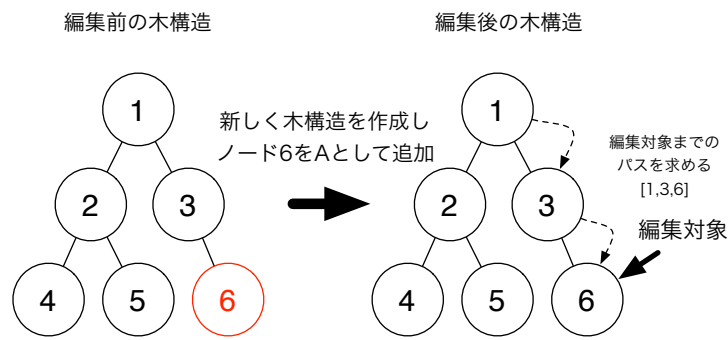 編集前の木構造
編集後の木構造
1
2
3
4
5
6
新しく木構造を作成し
ノード6をAとして追加
1
2
3
4
5
6
編集対象までの
パスを求める
[1,3,6]
編集対象